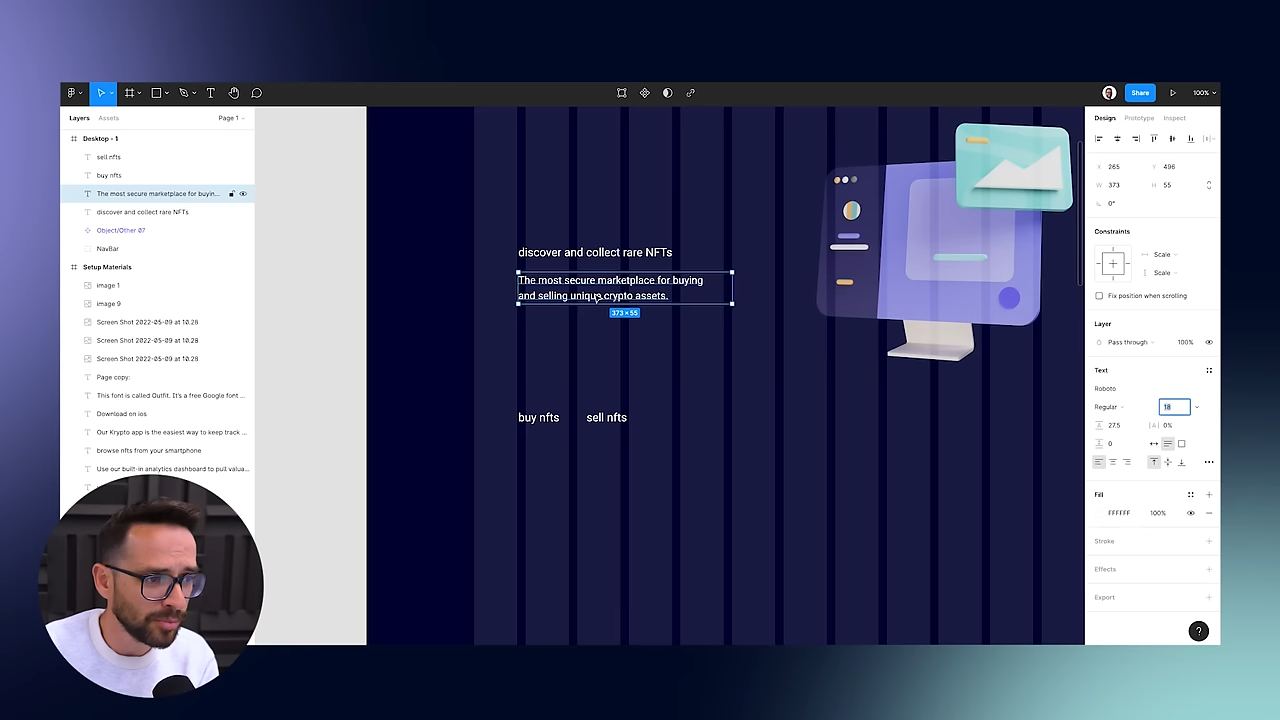 Share
100%
Layers
Assets
Page 1
Design
Prototype
Inspect
Desktop - 1
sell nfts
buy nfts
The most secure marketplace for buyin...
discover and collect rare NFTs
Object/Other 07
NavBar
Setup Materials
image 1
image 9
Screen Shot 2022-05-09 at 10.28
Screen Shot 2022-05-09 at 10.28
Screen Shot 2022-05-09 at 10.28
Page copy:
This font is called Outfit. It's a free Google font ...
Download on ios
Our Krypto app is the easiest way to keep track ...
browse nfts from your smartphone
Use our built-in analytics dashboard to pull valua...
discover and collect rare NFTs
The most secure marketplace for buying
and selling unique crypto assets.
373 × 55
buy nfts
sell nfts
X 265
Y 496
W 373
H 55
0°
Constraints
Scale
Scale
Fix position when scrolling
Layer
Pass through
100%
Text
Roboto
Regular
18
27.5
|A| 0%
0
Fill
FFFFFF
100%
Stroke
Effects
Export
?